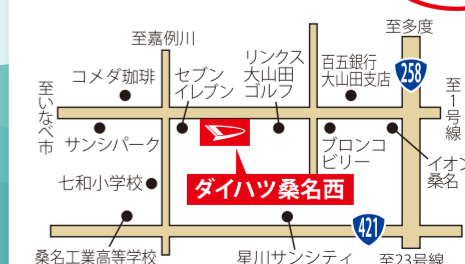 至嘉例川
至多度
コメダ珈琲
セブン
イレブン
リンクス
大山田
ゴルフ
百五銀行
大山田支店
258
至いなべ市
至1号線
サンシパーク
ブロンコ
ビリー
イオン
桑名
七和小学校
ダイハツ桑名西
421
桑名工業高等学校
星川サンシティ
至23号線